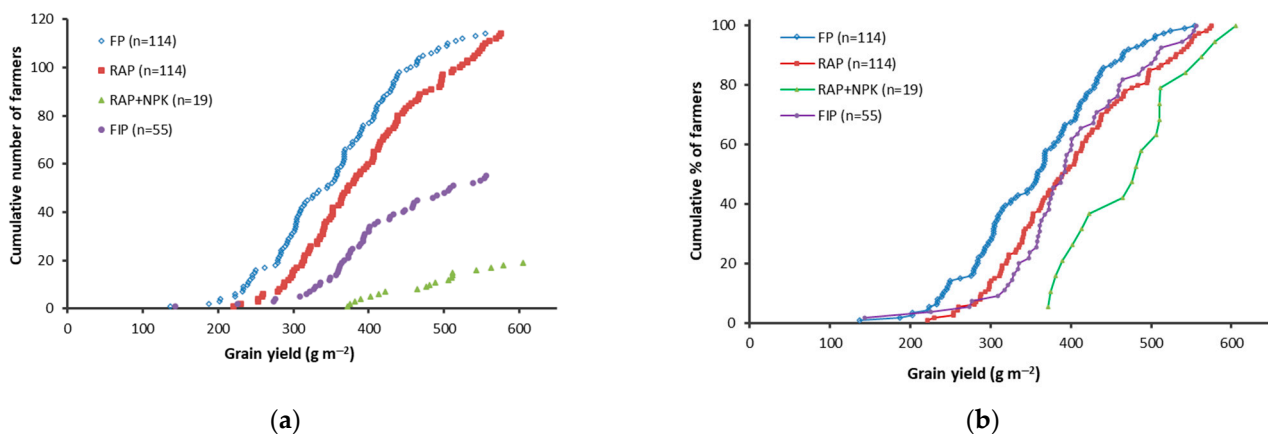 120
100
80
60
40
20
0
Cumulative number of farmers
FP (n=114)
RAP (n=114)
RAP+NPK (n=19)
FIP (n=55)
0 100 200 300 400 500 600
Grain yield (g m⁻²)
(a)
100
80
60
40
20
0
Cumulative % of farmers
FP (n=114)
RAP (n=114)
RAP+NPK (n=19)
FIP (n=55)
0 100 200 300 400 500 600
Grain yield (g m⁻²)
(b)